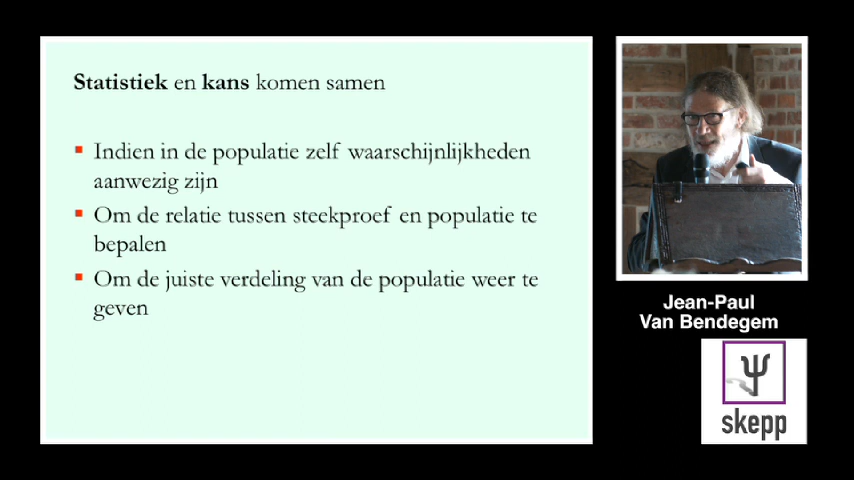 Statistiek en kans komen samen
Indien in de populatie zelf waarschijnlijkheden
aanwezig zijn
Om de relatie tussen steekproef en populatie te
bepalen
Om de juiste verdeling van de populatie weer te
geven
Jean-Paul
Van Bendegem
skepp